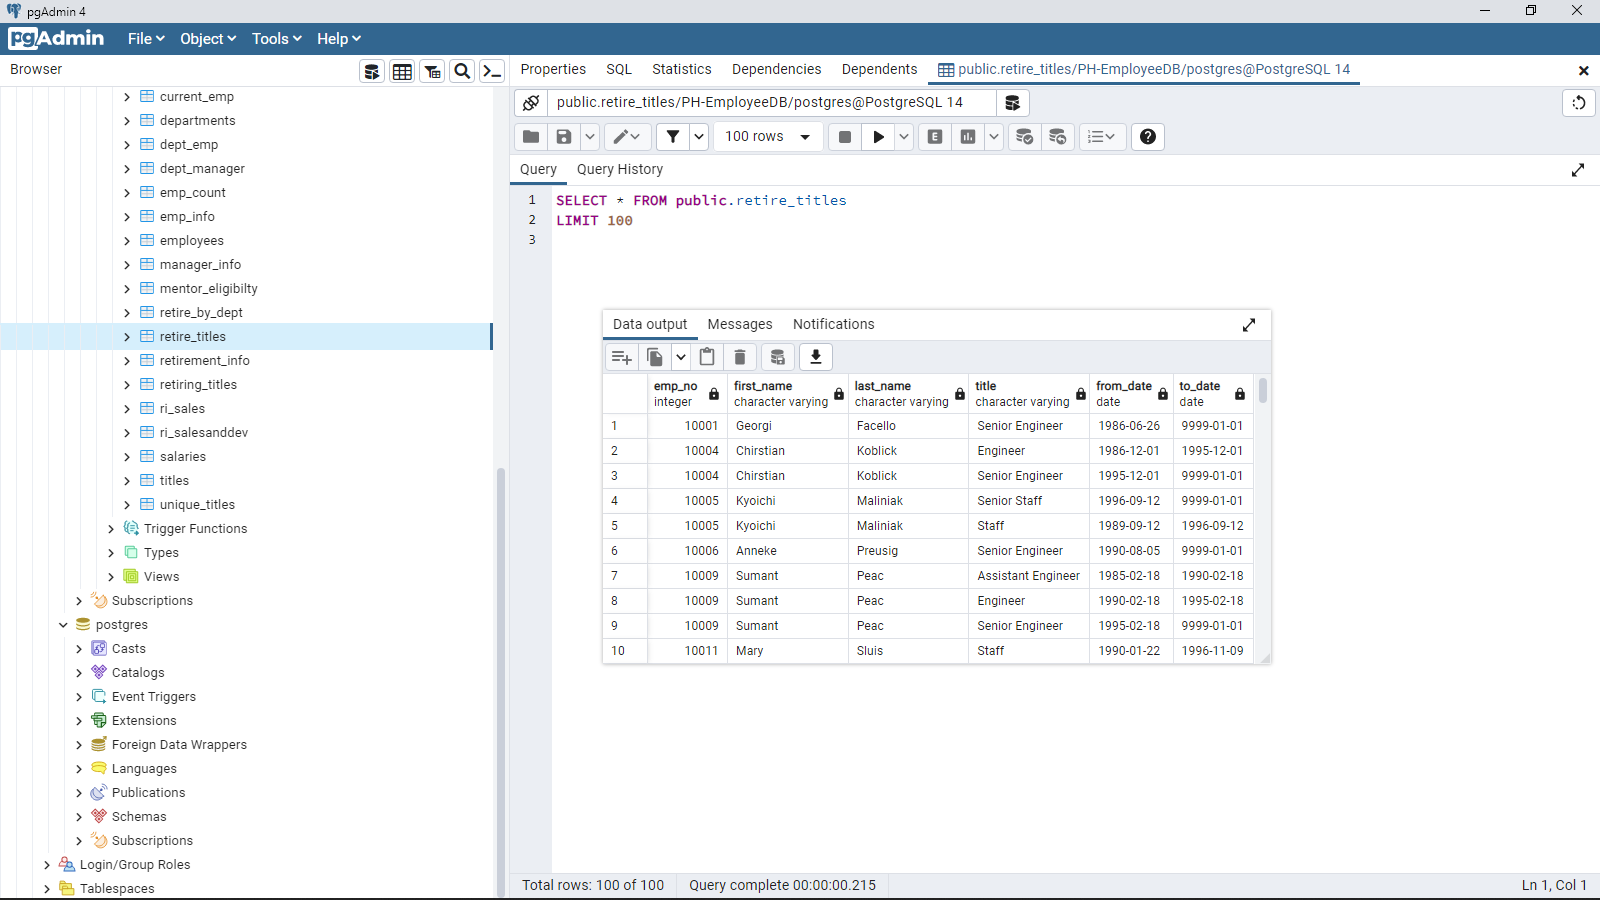 pgAdmin 4
pgAdmin File Object Tools Help
Browser
Properties SQL Statistics Dependencies Dependents public.retire_titles/PH-EmployeeDB/postgres@PostgreSQL 14
public.retire_titles/PH-EmployeeDB/postgres@PostgreSQL 14
100 rows E
Query Query History
1 SELECT * FROM public.retire_titles
2 LIMIT 100
3
current_emp
departments
dept_emp
dept_manager
emp_count
emp_info
employees
manager_info
mentor_eligibilty
retire_by_dept
retire_titles
retirement_info
retiring_titles
ri_sales
ri_salesanddev
salaries
titles
unique_titles
Trigger Functions
Types
Views
Subscriptions
postgres
Casts
Catalogs
Event Triggers
Extensions
Foreign Data Wrappers
Languages
Publications
Schemas
Subscriptions
Login/Group Roles
Tablespaces
Data output Messages Notifications
emp_no first_name last_name title from_date to_date
integer character varying character varying character varying date date
1 10001 Georgi Facello Senior Engineer 1986-06-26 9999-01-01
2 10004 Chirstian Koblick Engineer 1986-12-01 1995-12-01
3 10004 Chirstian Koblick Senior Engineer 1995-12-01 9999-01-01
4 10005 Kyoichi Maliniak Senior Staff 1996-09-12 9999-01-01
5 10005 Kyoichi Maliniak Staff 1989-09-12 1996-09-12
6 10006 Anneke Preusig Senior Engineer 1990-08-05 9999-01-01
7 10009 Sumant Peac Assistant Engineer 1985-02-18 1990-02-18
8 10009 Sumant Peac Engineer 1990-02-18 1995-02-18
9 10009 Sumant Peac Senior Engineer 1995-02-18 9999-01-01
10 10011 Mary Sluis Staff 1990-01-22 1996-11-09
Total rows: 100 of 100 Query complete 00:00:00.215 Ln 1, Col 1